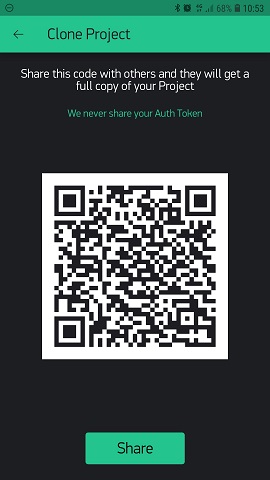 68% 10:53
Clone Project
Share this code with others and they will get a
full copy of your Project
We never share your Auth Token
Share